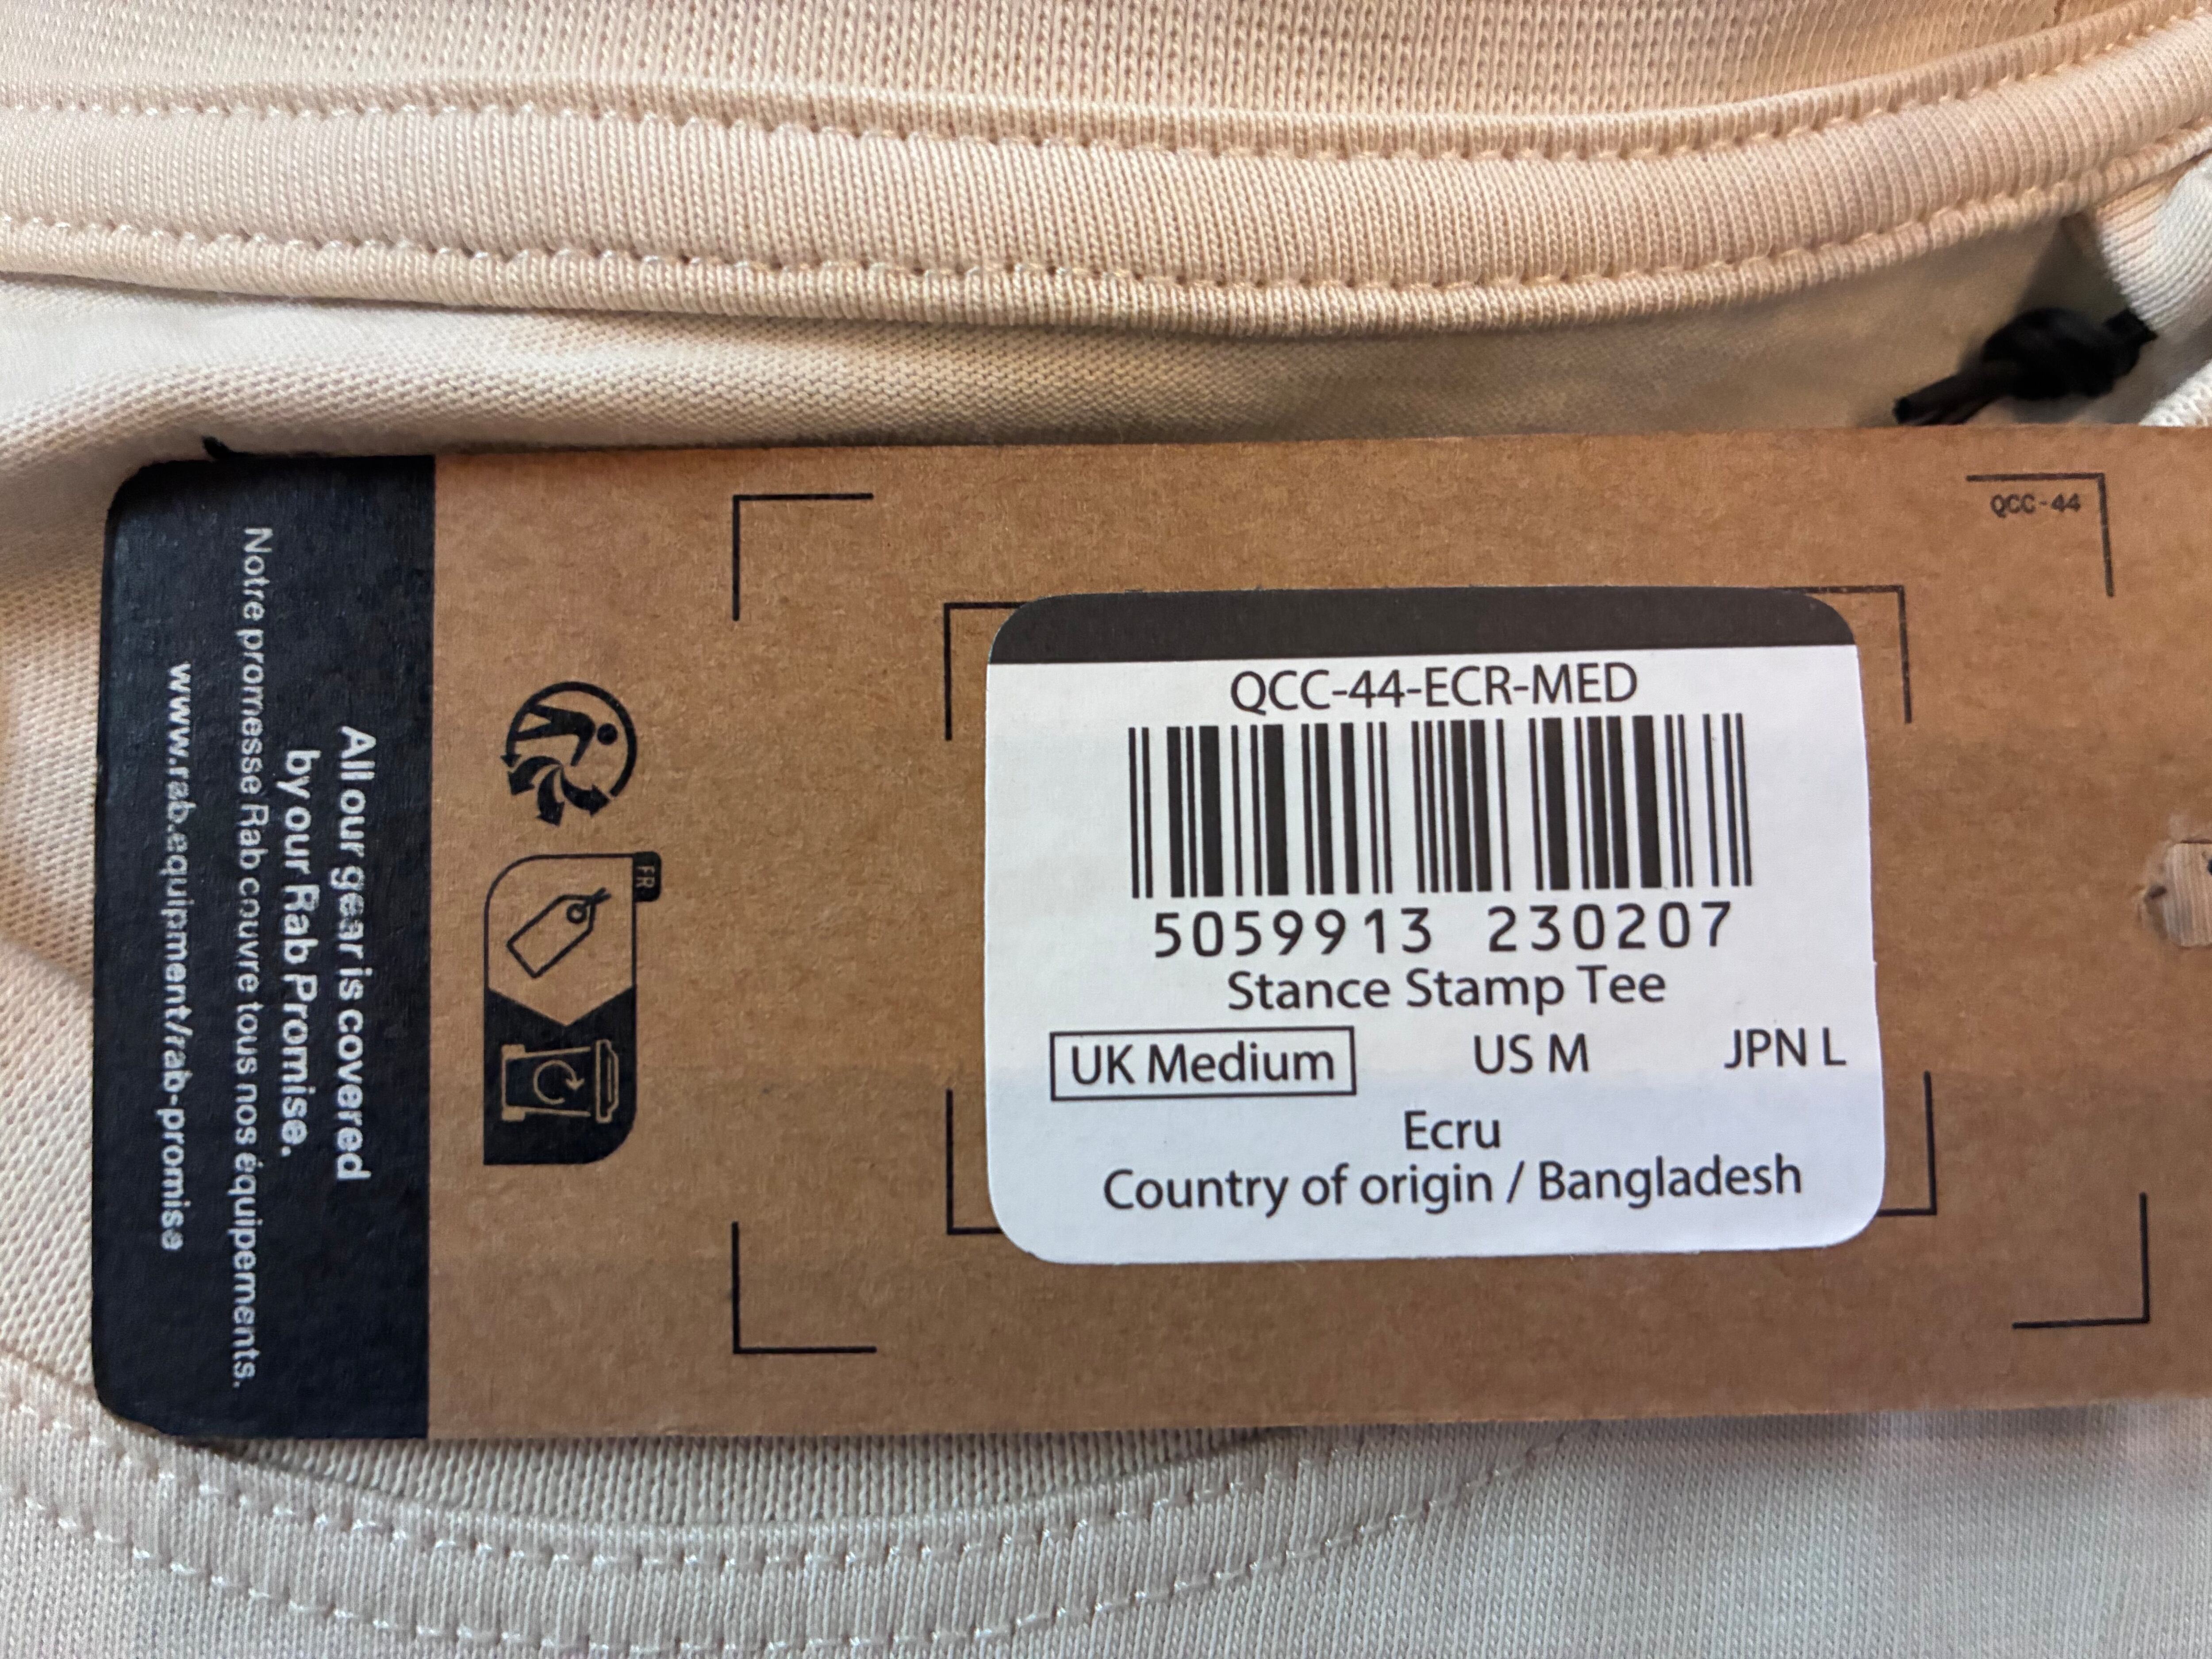 All our gear is covered
by our Rab Promise.
Notre promesse Rab couvre tous nos équipements.
www.rab.equipment/rab-promise
FR
QCC-44
QCC-44-ECR-MED
5059913 230207
Stance Stamp Tee
UK Medium US M JPN L
Ecru
Country of origin / Bangladesh